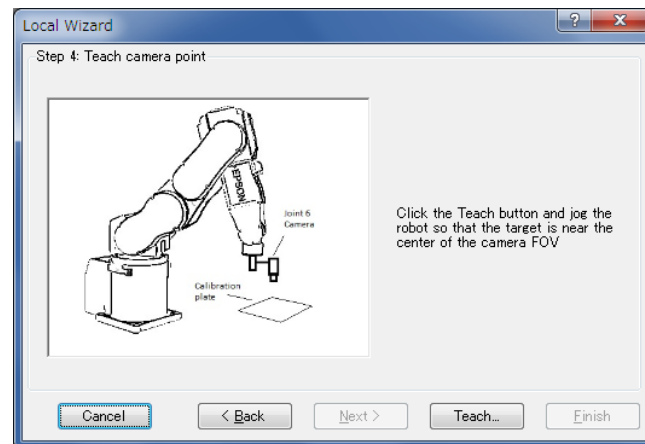 Local Wizard
Step 4: Teach camera point
EPSON
Joint 6
Camera
Calibration
plate
Click the Teach button and jog the
robot so that the target is near the
center of the camera FOV
Cancel
< Back
Next >
Teach...
Finish